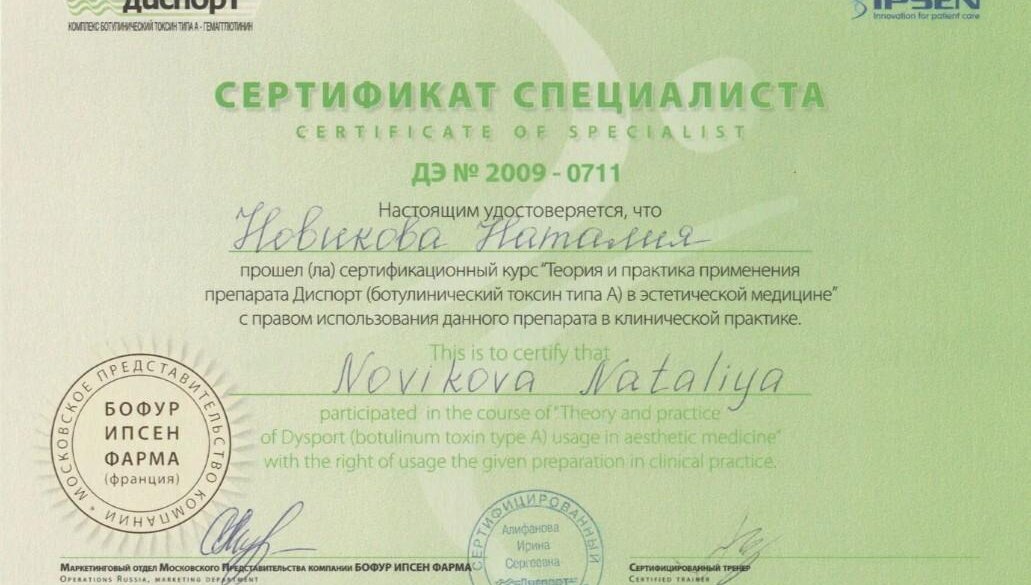 диспорт
КОМПЛЕКС БОТУЛИНИЧЕСКИЙ ТОКСИН ТИПА А - ГЕМАГГЛЮТИНИН
IPSEN
Innovation for patient care
СЕРТИФИКАТ СПЕЦИАЛИСТА
CERTIFICATE OF SPECIALIST
ДЭ № 2009 - 0711
Настоящим удостоверяется, что
Новикова Наталия
прошел (ла) сертификационный курс "Теория и практика применения
препарата Диспорт (ботулинический токсин типа А) в эстетической медицине"
с правом использования данного препарата в клинической практике.
This is to certify that
Novikova Nataliya
participated in the course of "Theory and practice
of Dysport (botulinum toxin type A) usage in aesthetic medicine"
with the right of usage the given preparation in clinical practice.
МОСКОВСКОЕ ПРЕДСТАВИТЕЛЬСТВО КОМПАНИИ
БОФУР
ИПСЕН
ФАРМА
(франция)
СЕРТИФИЦИРОВАННЫЙ
Алифанова
Ирина
Сергеевна
"Диспорт"
Маркетинговый отдел Московского Представительства компании БОФУР ИПСЕН ФАРМА
Operations Russia, marketing department
Сертифицированный тренер
Certified trainer